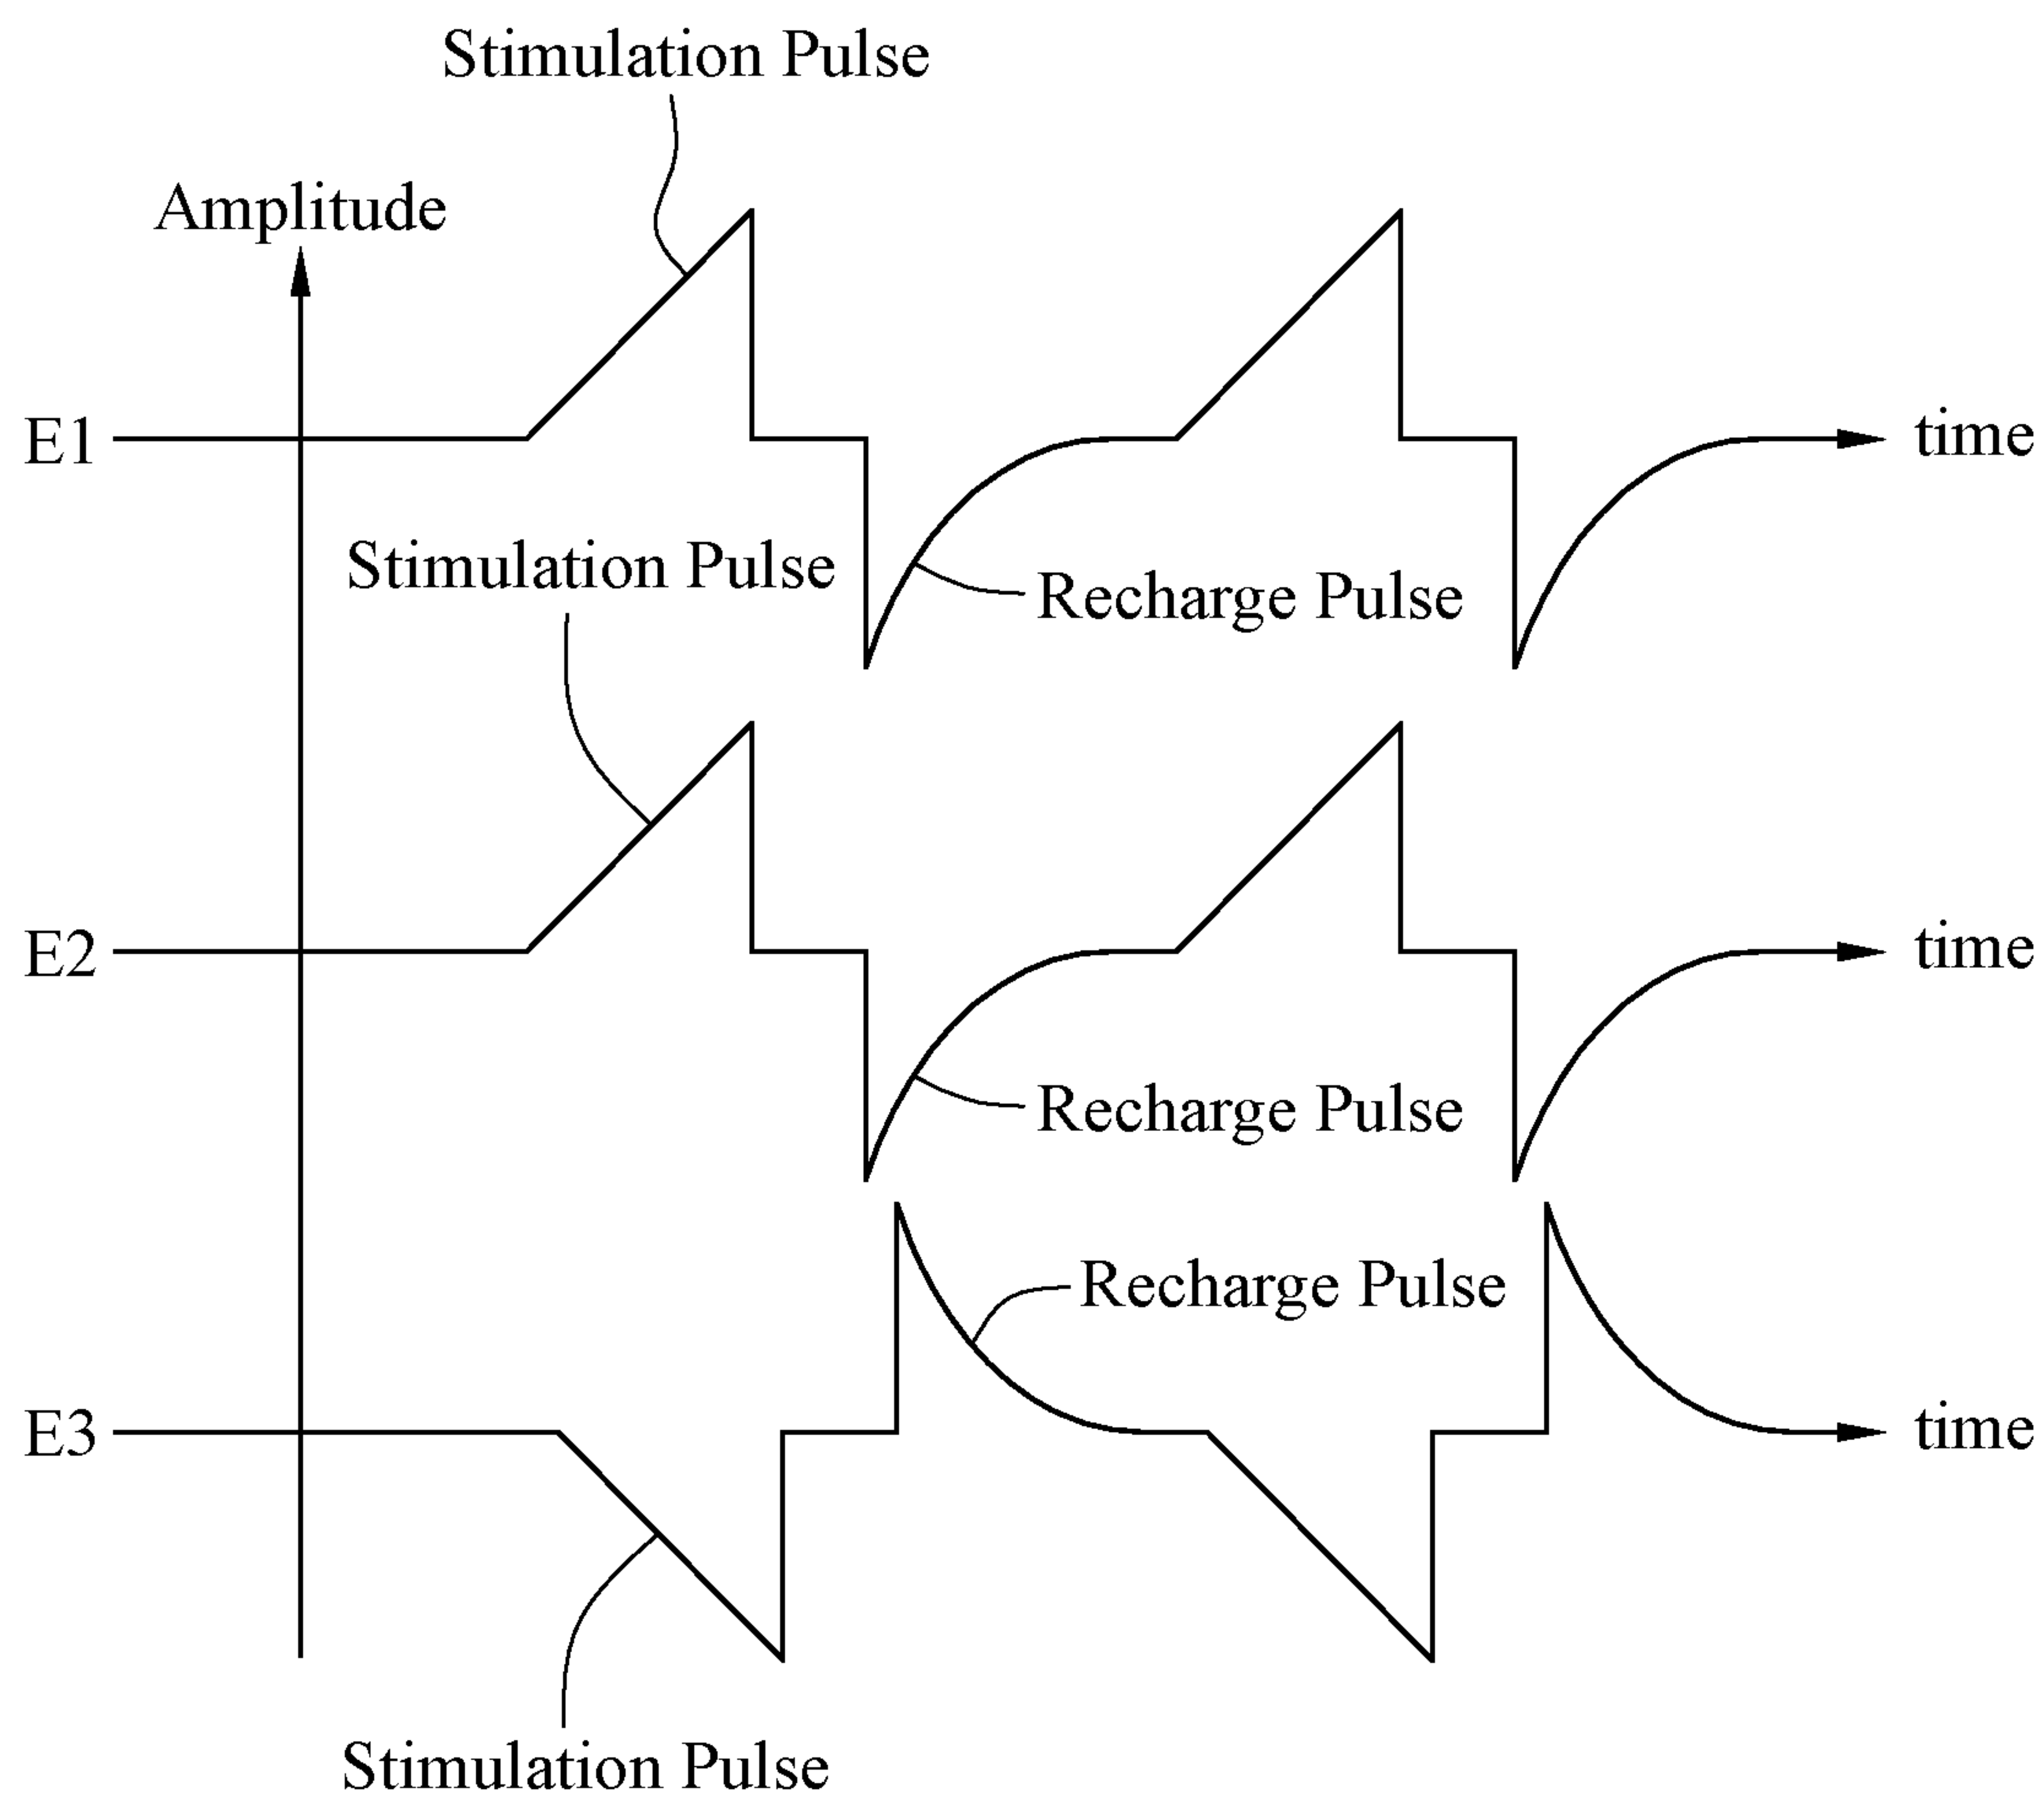 Stimulation Pulse
Amplitude
E1
time
Stimulation Pulse
Recharge Pulse
E2
time
Recharge Pulse
Recharge Pulse
E3
time
Stimulation Pulse